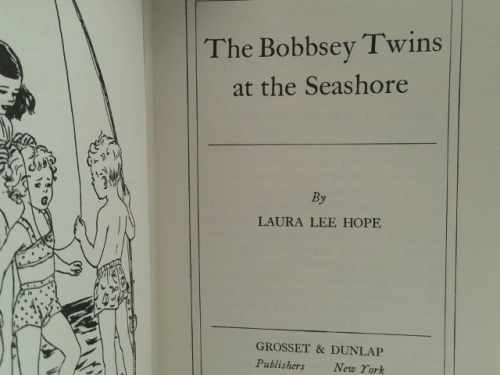 The Bobbsey Twins
at the Seashore
By
LAURA LEE HOPE
GROSSET & DUNLAP
Publishers New York